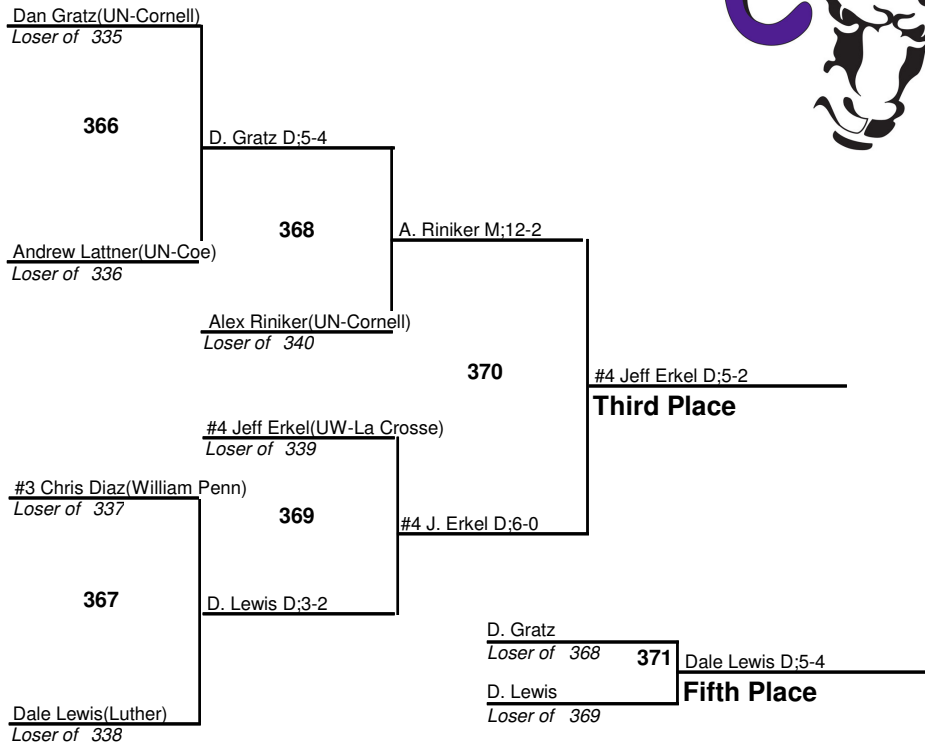 Dan Gratz(UN-Cornell)
Loser of 335
366
D. Gratz D;5-4
368
A. Riniker M;12-2
Andrew Lattner(UN-Coe)
Loser of 336
Alex Riniker(UN-Cornell)
Loser of 340
370
#4 Jeff Erkel D;5-2
Third Place
#4 Jeff Erkel(UW-La Crosse)
Loser of 339
#3 Chris Diaz(William Penn)
Loser of 337
369
#4 J. Erkel D;6-0
367
D. Lewis D;3-2
D. Gratz
Loser of 368
371
Dale Lewis D;5-4
Fifth Place
D. Lewis
Loser of 369
Dale Lewis(Luther)
Loser of 338